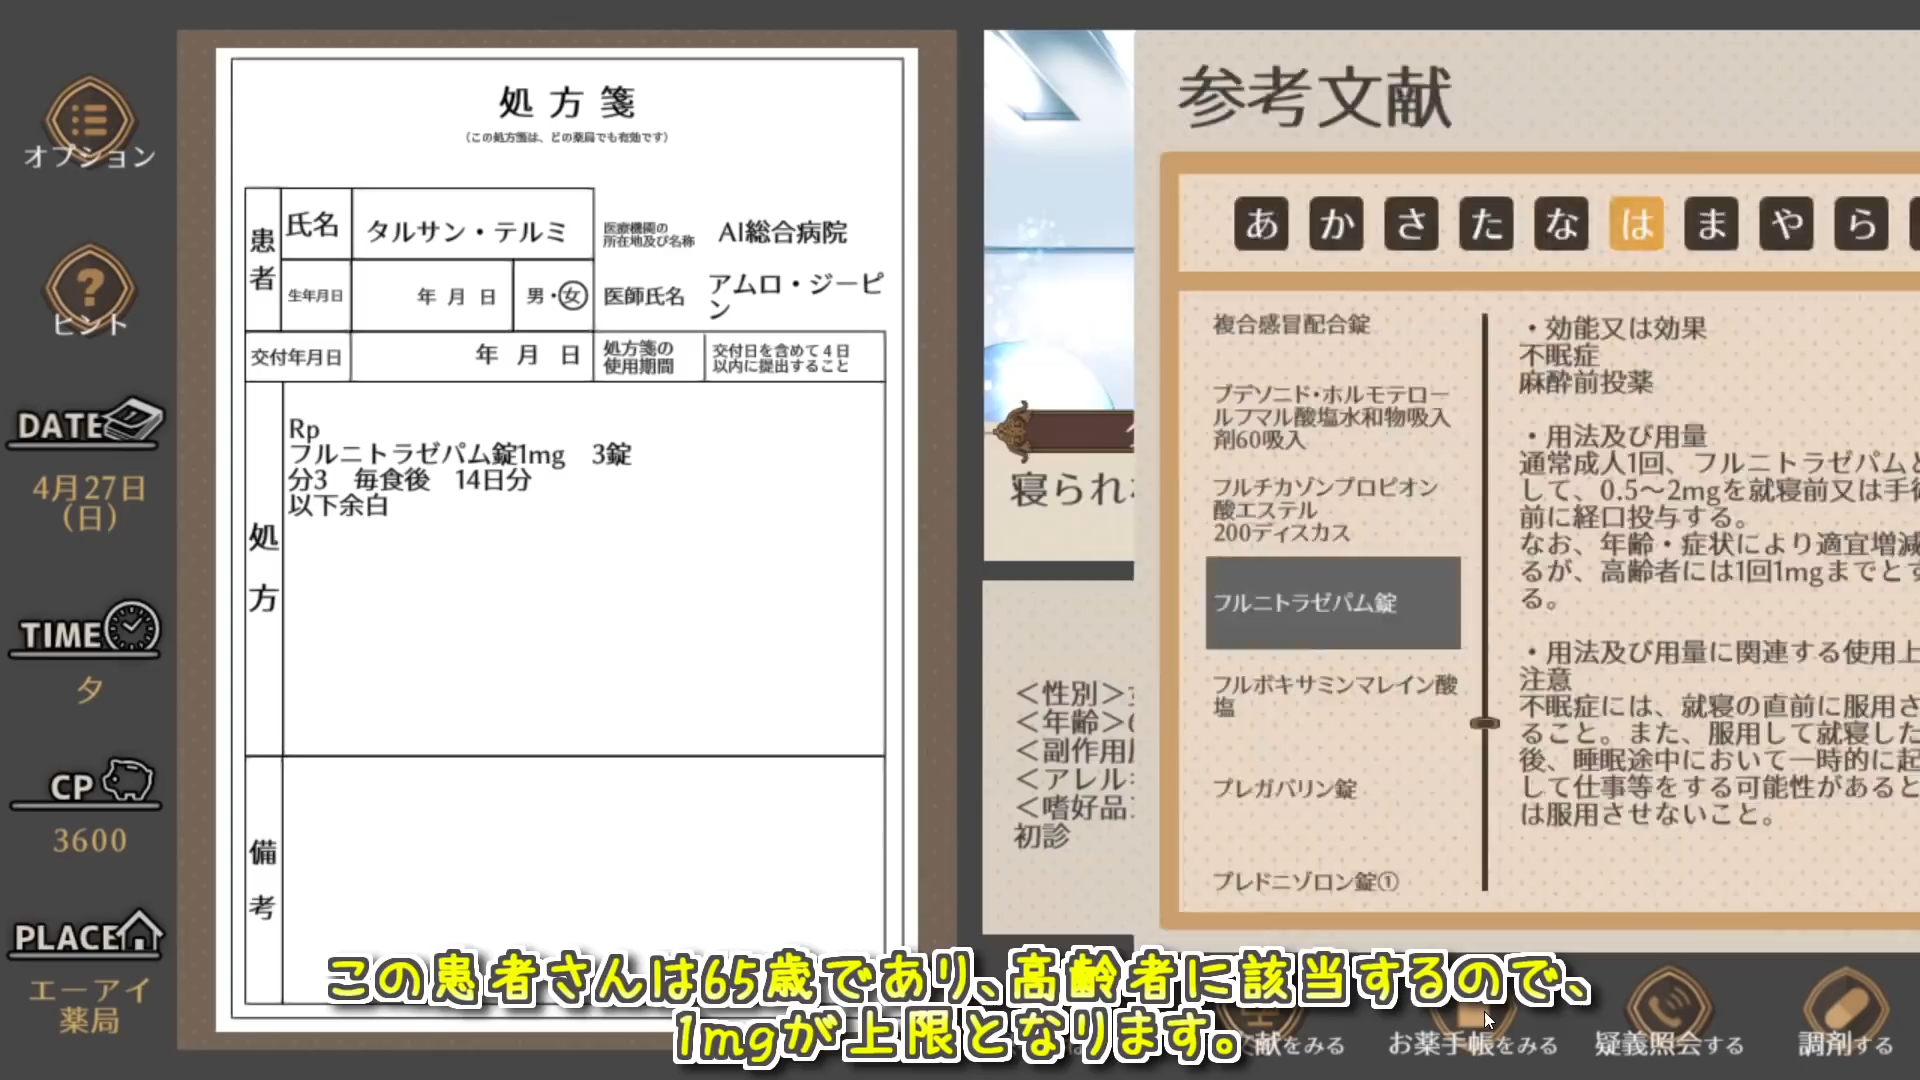 オプション
ヒント
DATE
4月27日
（日）
TIME
夕
CP
3600
PLACE
エーアイ
薬局
処方箋
（この処方箋は、どの薬局でも有効です）
患者
氏名
タルサン・テルミ
医療機関の
所在地及び名称
AI総合病院
生年月日
年 月 日
男・女
医師氏名
アムロ・ジーピ
ン
交付年月日
年 月 日
処方箋の
使用期間
交付日を含めて４日
以内に提出すること
処方
Rp
フルニトラゼパム錠1mg 3錠
分3 毎食後 14日分
以下余白
備考
寝られ
＜性別＞
＜年齢＞
＜副作用
＜アレル
＜嗜好品
初診
参考文献
あ か さ た な は ま や ら
複合感冒配合錠
ブデソニド・ホルモテロー
ルフマル酸塩水和物吸入
剤60吸入
フルチカゾンプロピオン
酸エステル
200ディスカス
フルニトラゼパム錠
フルボキサミンマレイン酸
塩
プレガバリン錠
プレドニゾロン錠①
・効能又は効果
不眠症
麻酔前投薬
・用法及び用量
通常成人1回、フルニトラゼパムと
して、0.5～2mgを就寝前又は手術
前に経口投与する。
なお、年齢・症状により適宜増減
るが、高齢者には1回1mgまでとす
る。
・用法及び用量に関連する使用上
注意
不眠症には、就寝の直前に服用さ
ること。また、服用して就寝した
後、睡眠途中において一時的に起
して仕事等をする可能性があると
は服用させないこと。
この患者さんは65歳であり、高齢者に該当するので、
1mgが上限となります。
献をみる
お薬手帳をみる
疑義照会する
調剤する